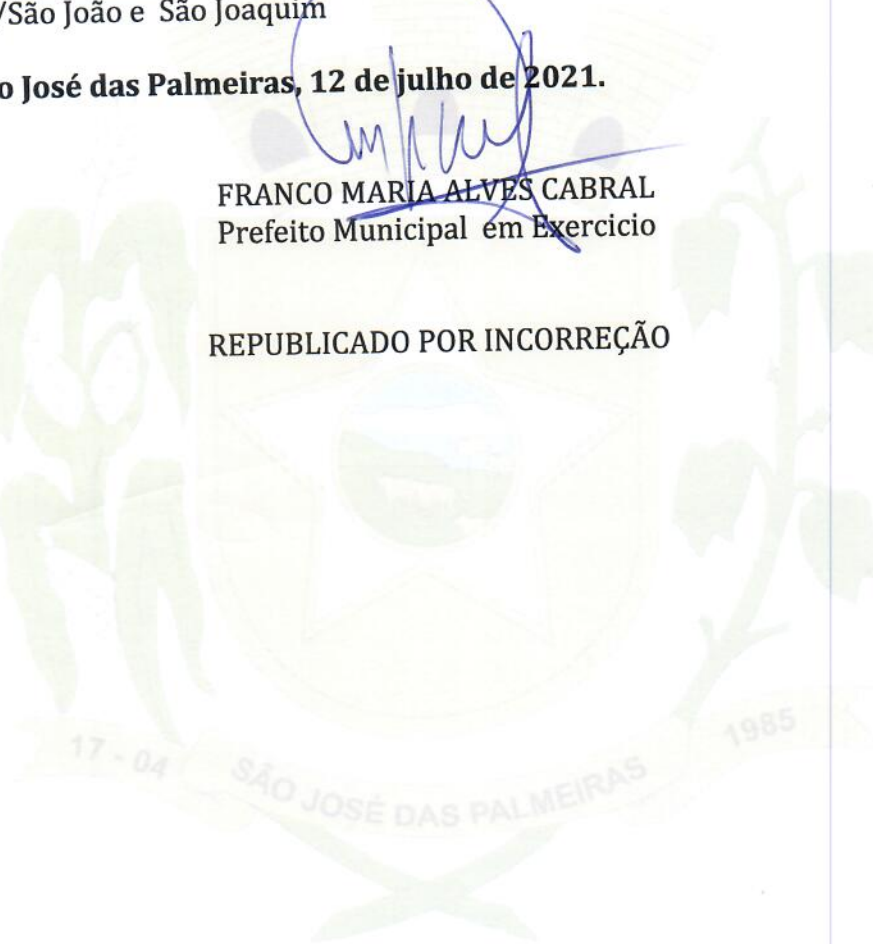 /São João e São Joaquim
o José das Palmeiras, 12 de julho de 2021.
FRANCO MARIA ALVES CABRAL
Prefeito Municipal em Exercicio
REPUBLICADO POR INCORREÇÃO
17 - 04 SÃO JOSÉ DAS PALMEIRAS 1985